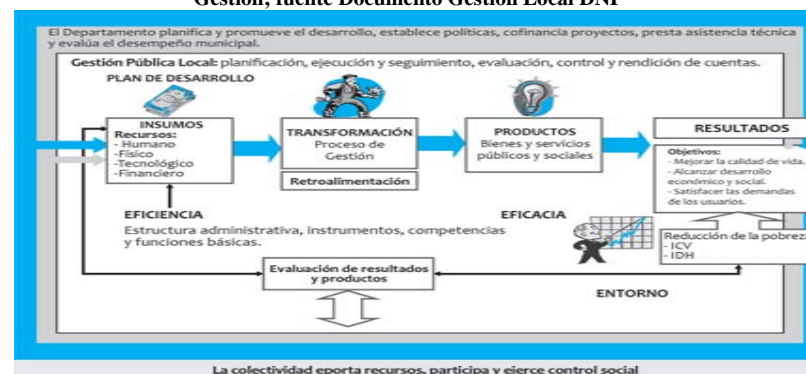 Gestión, fuente Documento Gestión Local DNP
El Departamento planifica y promueve el desarrollo, establece políticas, cofinancia proyectos, presta asistencia técnica
y evalúa el desempeño municipal.
Gestión Pública Local: planificación, ejecución y seguimiento, evaluación, control y rendición de cuentas.
PLAN DE DESARROLLO
INSUMOS
Recursos:
- Humano
- Físico
-Tecnológico
- Financiero
TRANSFORMACIÓN
Proceso de
Gestión
Retroalimentación
PRODUCTOS
Bienes y servicios
públicos y sociales
RESULTADOS
Objetivos:
- Mejorar la calidad de vida.
- Alcanzar desarrollo
económico y social.
- Satisfacer las demandas
de los usuarios.
EFICIENCIA
Estructura administrativa, instrumentos, competencias
y funciones básicas.
EFICACIA
Reducción de la pobreza
- ICV
- IDH
Evaluación de resultados
y productos
ENTORNO
La colectividad eporta recursos, participa y ejerce control social